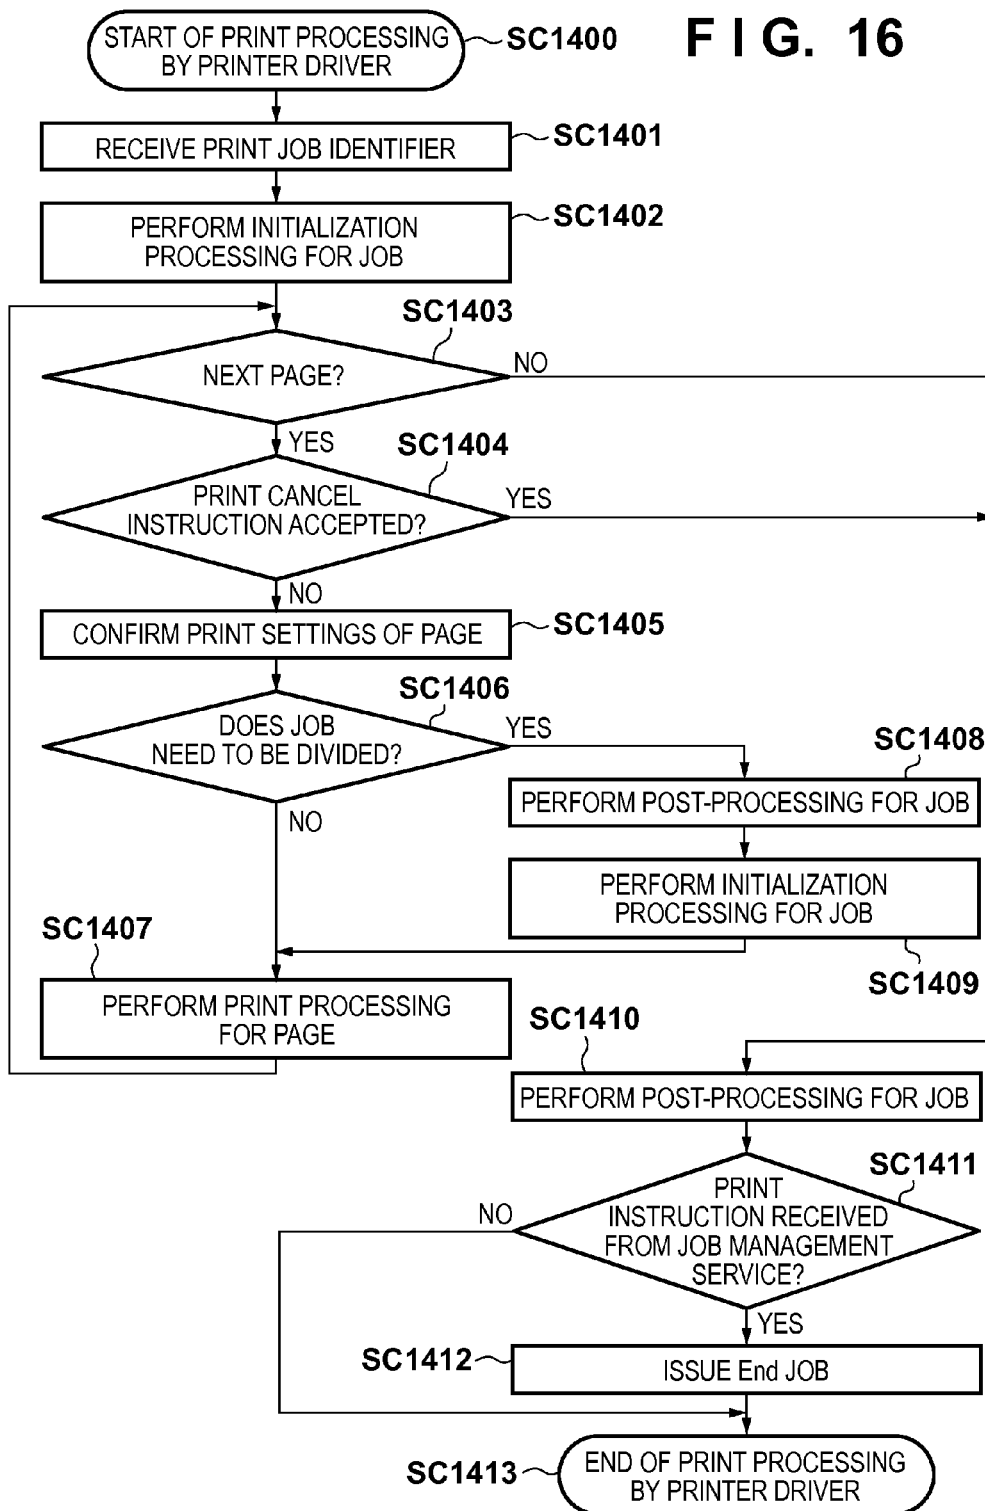 START OF PRINT PROCESSING
BY PRINTER DRIVER
SC1400
F I G. 16
RECEIVE PRINT JOB IDENTIFIER
SC1401
PERFORM INITIALIZATION
PROCESSING FOR JOB
SC1402
SC1403
NEXT PAGE?
NO
YES
SC1404
PRINT CANCEL
INSTRUCTION ACCEPTED?
YES
NO
CONFIRM PRINT SETTINGS OF PAGE
SC1405
SC1406
DOES JOB
NEED TO BE DIVIDED?
YES
NO
SC1408
PERFORM POST-PROCESSING FOR JOB
PERFORM INITIALIZATION
PROCESSING FOR JOB
SC1409
SC1407
PERFORM PRINT PROCESSING
FOR PAGE
SC1410
PERFORM POST-PROCESSING FOR JOB
SC1411
PRINT
INSTRUCTION RECEIVED
FROM JOB MANAGEMENT
SERVICE?
NO
YES
SC1412
ISSUE End JOB
SC1413
END OF PRINT PROCESSING
BY PRINTER DRIVER